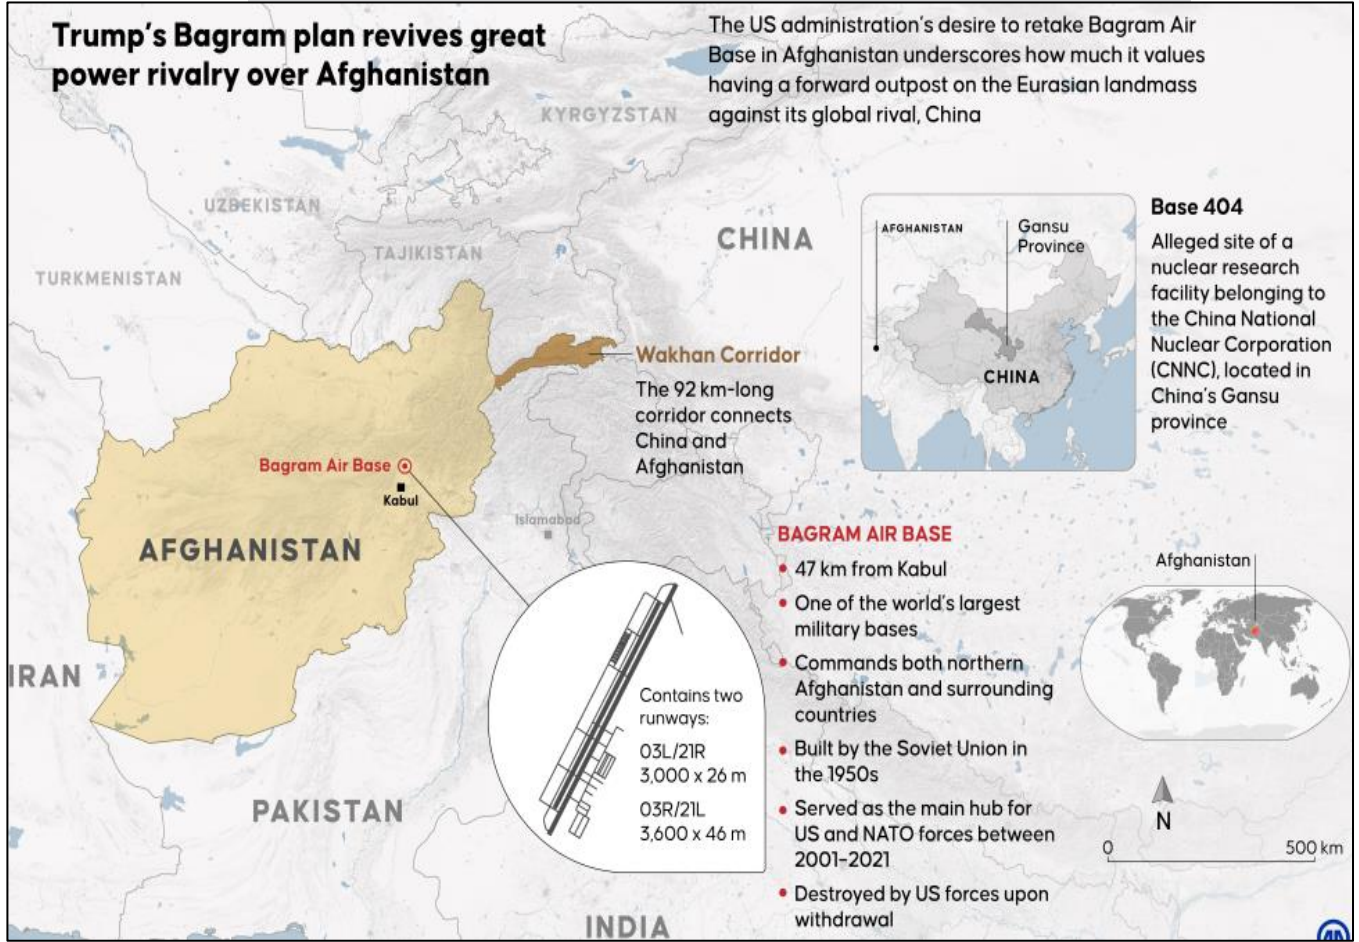 Trump's Bagram plan revives great
power rivalry over Afghanistan
The US administration's desire to retake Bagram Air
Base in Afghanistan underscores how much it values
having a forward outpost on the Eurasian landmass
against its global rival, China
KYRGYZSTAN
UZBEKISTAN
TAJIKISTAN
TURKMENISTAN
CHINA
AFGHANISTAN
Gansu
Province
CHINA
Base 404
Alleged site of a
nuclear research
facility belonging to
the China National
Nuclear Corporation
(CNNC), located in
China's Gansu
province
Wakhan Corridor
The 92 km-long
corridor connects
China and
Afghanistan
Bagram Air Base
Kabul
AFGHANISTAN
Islamabad
IRAN
PAKISTAN
INDIA
Contains two
runways:
03L/21R
3,000 x 26 m
03R/21L
3,600 x 46 m
BAGRAM AIR BASE
• 47 km from Kabul
• One of the world's largest
military bases
• Commands both northern
Afghanistan and surrounding
countries
• Built by the Soviet Union in
the 1950s
• Served as the main hub for
US and NATO forces between
2001-2021
• Destroyed by US forces upon
withdrawal
Afghanistan
N
0 500 km